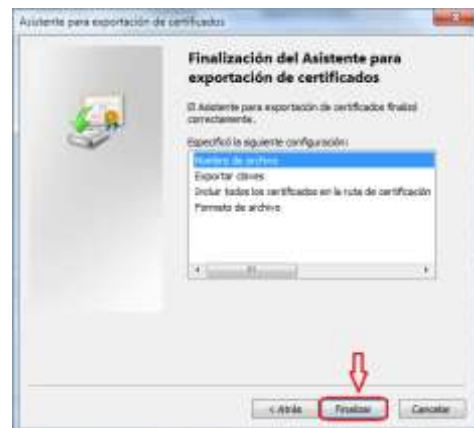 Asistente para exportación de certificados
Finalización del Asistente para
exportación de certificados
El Asistente para exportación de certificados finalizó
correctamente.
Especificó la siguiente configuración:
Nombre de archivo
Exportar claves
Incluir todos los certificados en la ruta de certificación
Formato de archivo
< Atrás
Finalizar
Cancelar